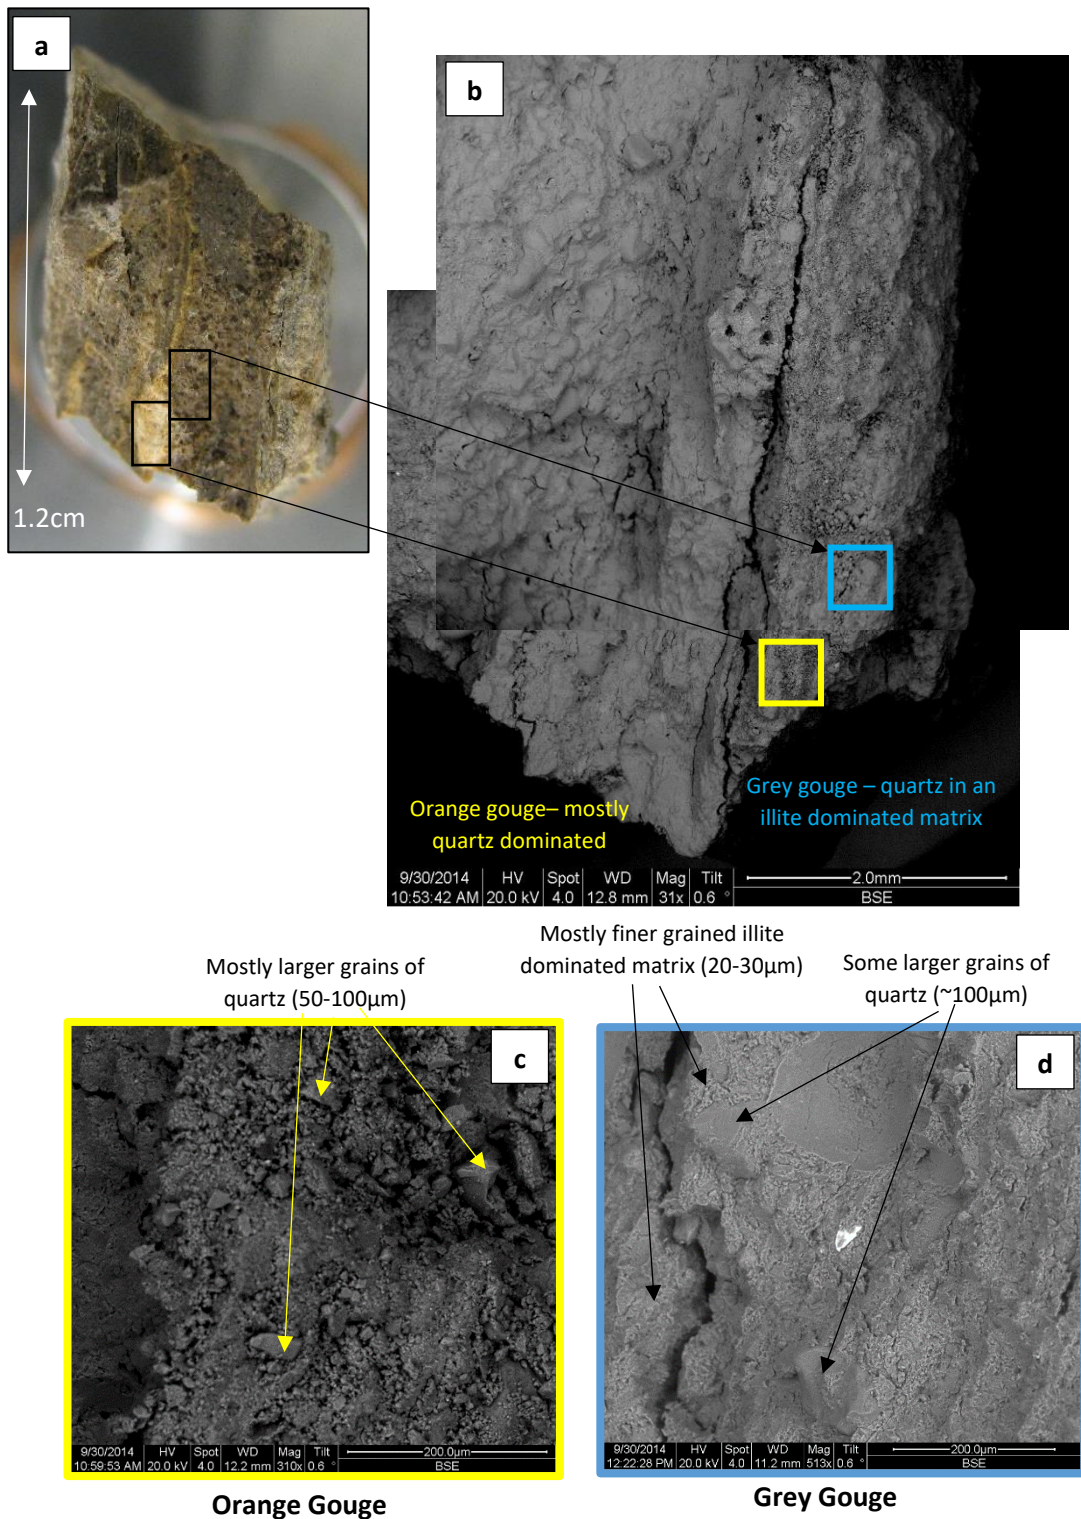 a
1.2cm
b
Orange gouge– mostly
quartz dominated
Grey gouge – quartz in an
illite dominated matrix
9/30/2014 HV Spot WD Mag Tilt 2.0mm
10:53:42 AM 20.0 kV 4.0 12.8 mm 31x 0.6 ° BSE
Mostly larger grains of
quartz (50-100µm)
Mostly finer grained illite
dominated matrix (20-30µm)
Some larger grains of
quartz (~100µm)
c
9/30/2014 HV Spot WD Mag Tilt 200.0µm
10:59:53 AM 20.0 kV 4.0 12.2 mm 310x 0.6 ° BSE
Orange Gouge
d
9/30/2014 HV Spot WD Mag Tilt 200.0µm
12:22:28 PM 20.0 kV 4.0 11.2 mm 513x 0.6 ° BSE
Grey Gouge